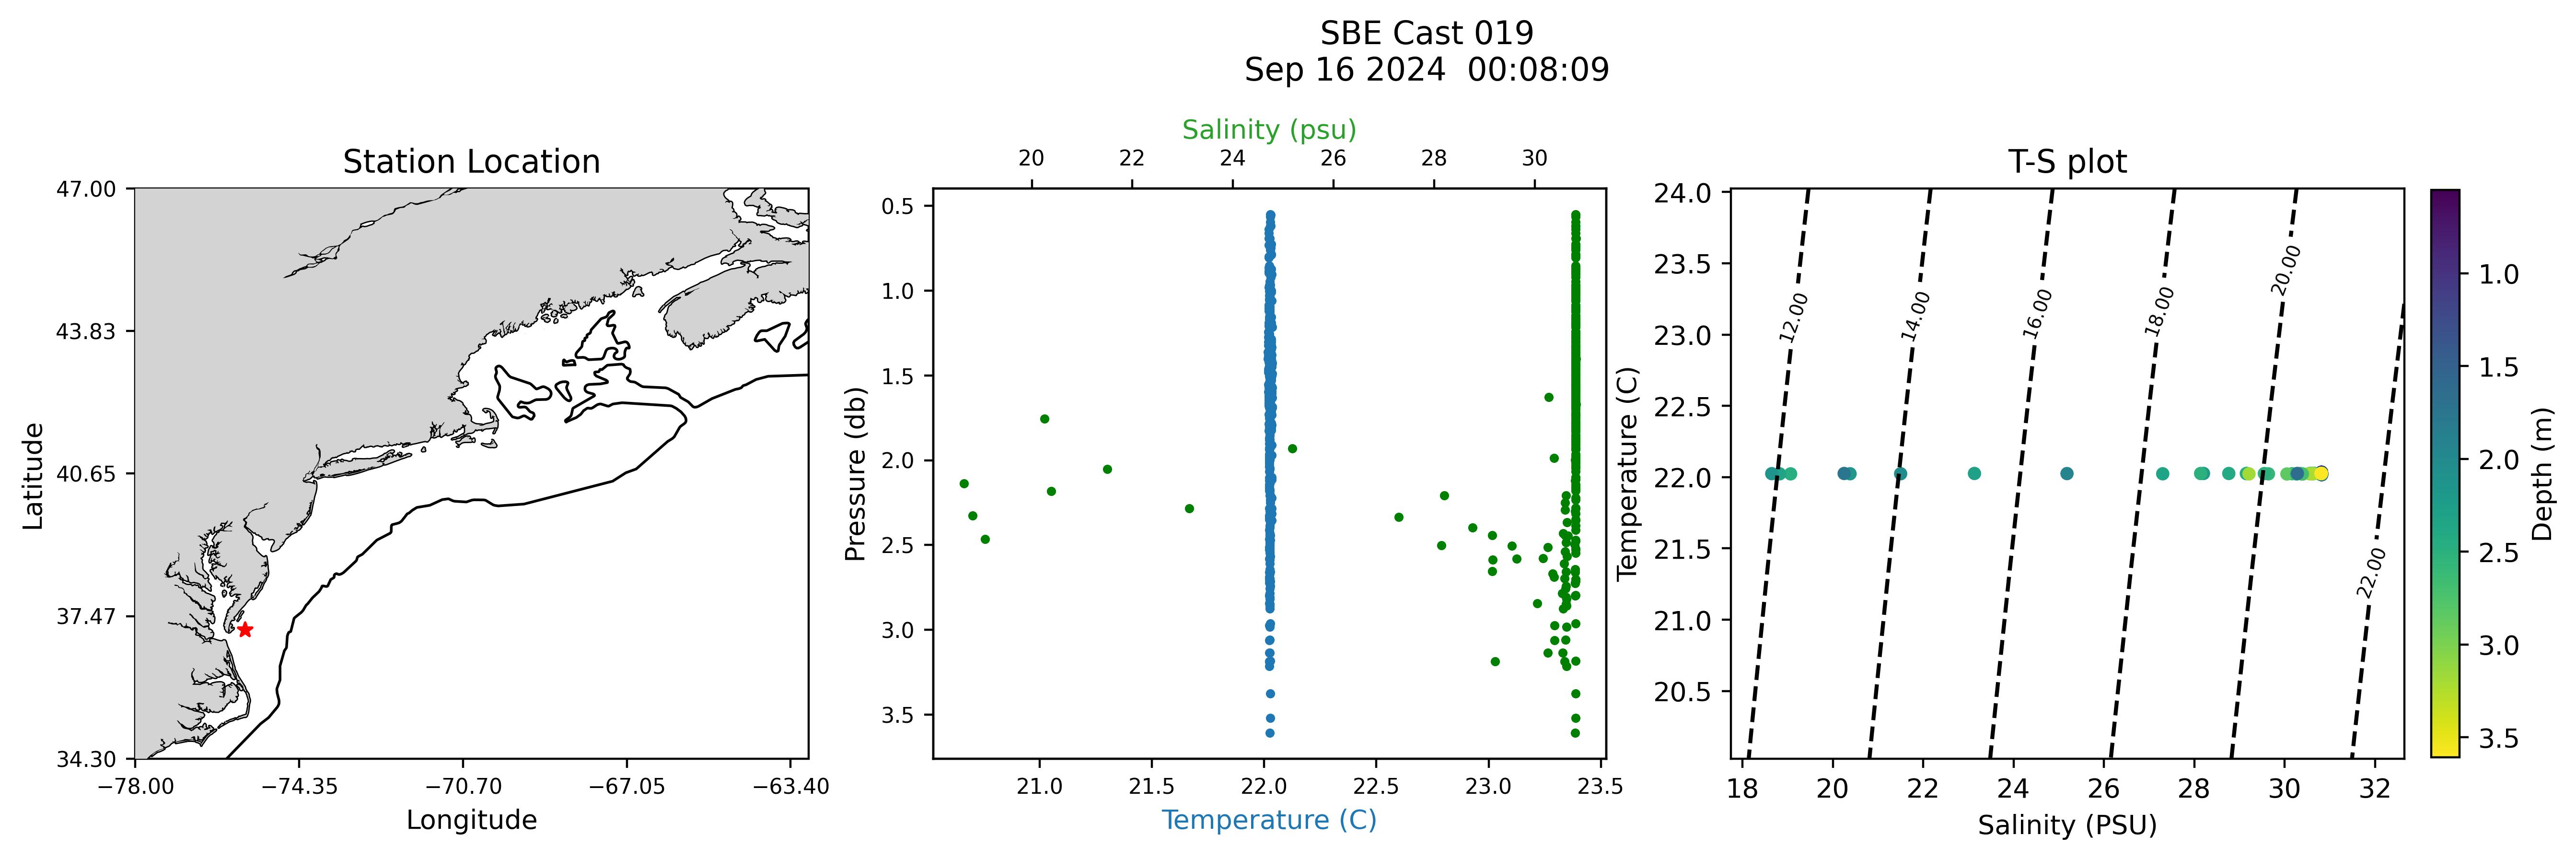 SBE Cast 019
Sep 16 2024  00:08:09
Station Location
47.00
43.83
40.65
37.47
34.30
Latitude
−78.00 −74.35 −70.70 −67.05 −63.40
Longitude
Salinity (psu)
20 22 24 26 28 30
0.5
1.0
1.5
2.0
2.5
3.0
3.5
Pressure (db)
21.0 21.5 22.0 22.5 23.0 23.5
Temperature (C)
T-S plot
24.0
23.5
23.0
22.5
22.0
21.5
21.0
20.5
Temperature (C)
12.00 14.00 16.00 18.00 20.00
22.00
18 20 22 24 26 28 30 32
Salinity (PSU)
1.0
1.5
2.0
2.5
3.0
3.5
Depth (m)